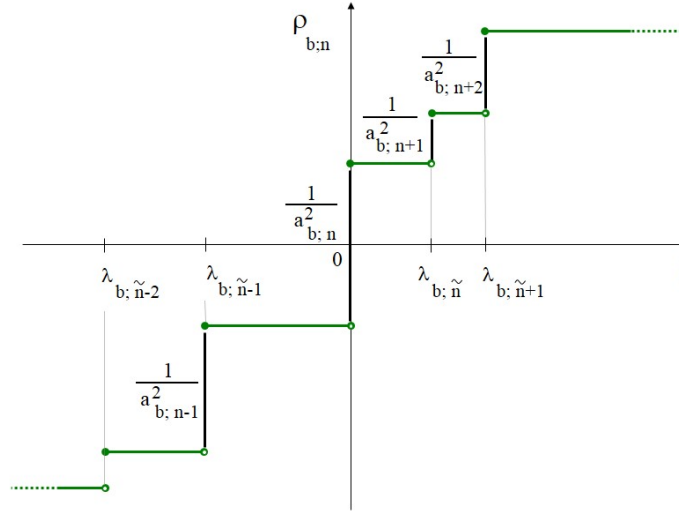 ρ b;n
1 / a² b; n+2
1 / a² b; n+1
1 / a² b; n
0
λ b; ñ-2
λ b; ñ-1
λ b; ñ
λ b; ñ+1
1 / a² b; n-1